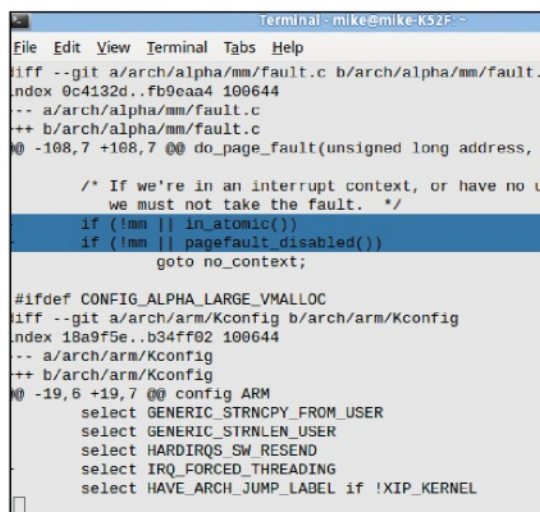 Terminal - mike@mike-K52F: ~
File Edit View Terminal Tabs Help
diff --git a/arch/alpha/mm/fault.c b/arch/alpha/mm/fault.
index 0c4132d..fb9eaa4 100644
--- a/arch/alpha/mm/fault.c
+++ b/arch/alpha/mm/fault.c
@@ -108,7 +108,7 @@ do_page_fault(unsigned long address,
/* If we're in an interrupt context, or have no u
we must not take the fault. */
- if (!mm || in_atomic())
+ if (!mm || pagefault_disabled())
goto no_context;
#ifdef CONFIG_ALPHA_LARGE_VMALLOC
diff --git a/arch/arm/Kconfig b/arch/arm/Kconfig
index 18a9f5e..b34ff02 100644
--- a/arch/arm/Kconfig
+++ b/arch/arm/Kconfig
@@ -19,6 +19,7 @@ config ARM
select GENERIC_STRNCPY_FROM_USER
select GENERIC_STRNLEN_USER
select HARDIRQS_SW_RESEND
+ select IRQ_FORCED_THREADING
select HAVE_ARCH_JUMP_LABEL if !XIP_KERNEL